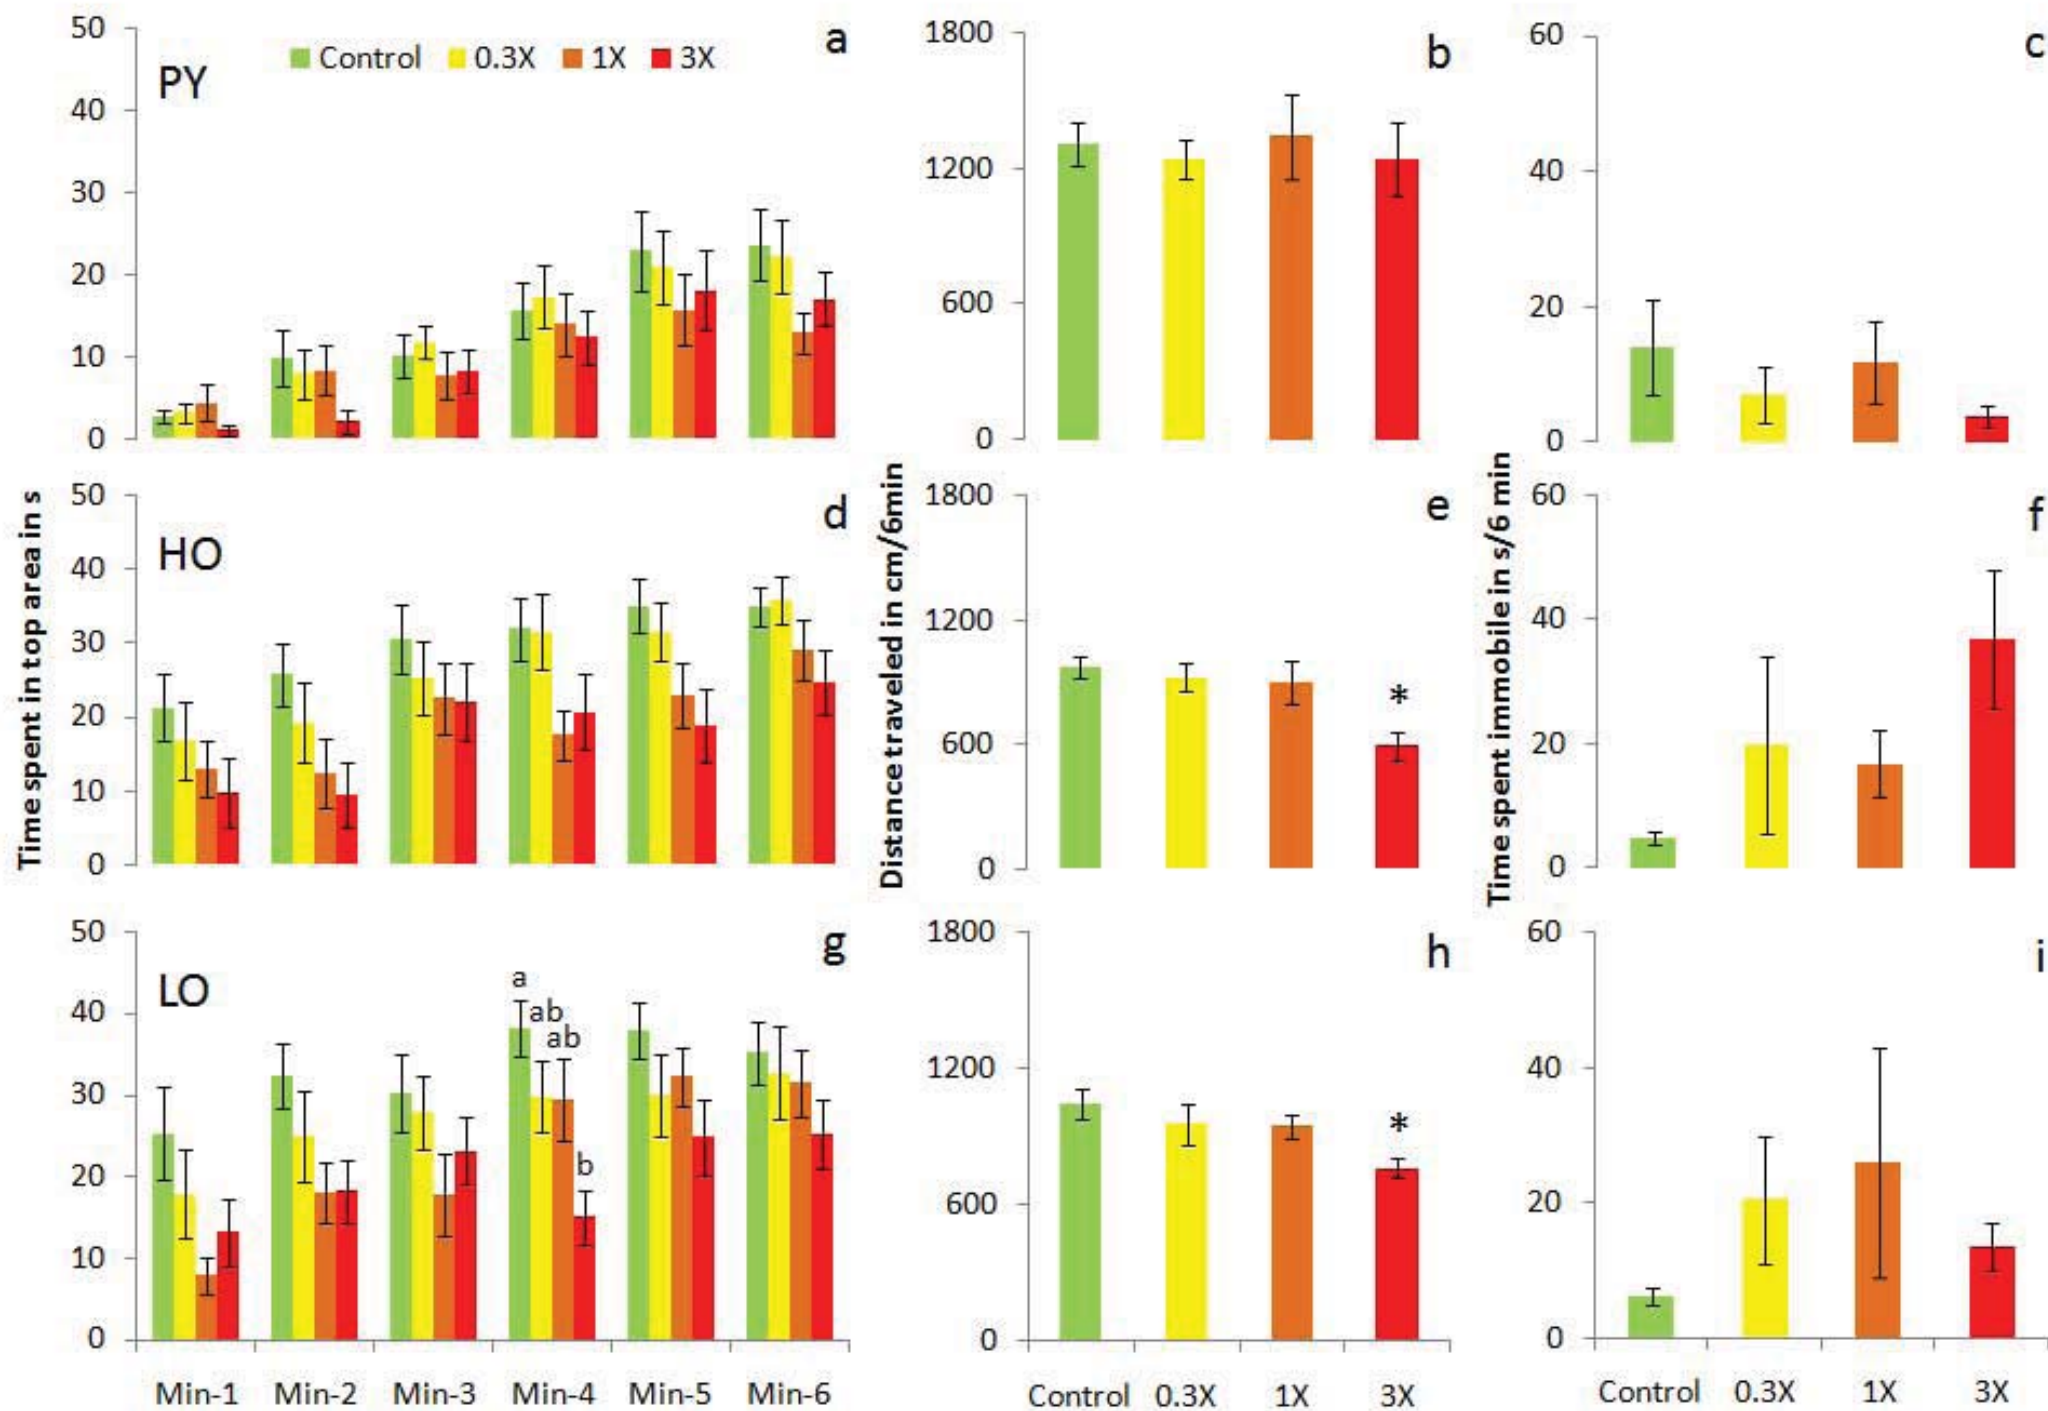 50
40
30
20
10
0
PY
Control 0.3X 1X 3X
a
1800
1200
600
0
b
60
40
20
0
c
Time spent in top area in s
50
40
30
20
10
0
HO
d
Distance traveled in cm/6min
1800
1200
600
0
*
e
Time spent immobile in s/6 min
60
40
20
0
f
50
40
30
20
10
0
LO
a
ab
ab
b
g
Min-1 Min-2 Min-3 Min-4 Min-5 Min-6
1800
1200
600
0
*
h
Control 0.3X 1X 3X
60
40
20
0
i
Control 0.3X 1X 3X